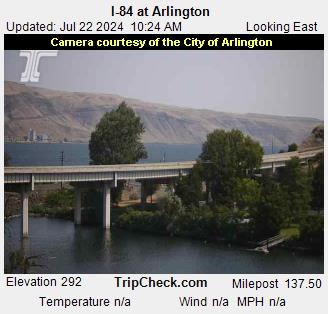 I-84 at Arlington
Updated: Jul 22 2024 10:24 AM Looking East
Camera courtesy of the City of Arlington
Elevation 292 TripCheck.com Milepost 137.50
Temperature n/a Wind n/a MPH n/a